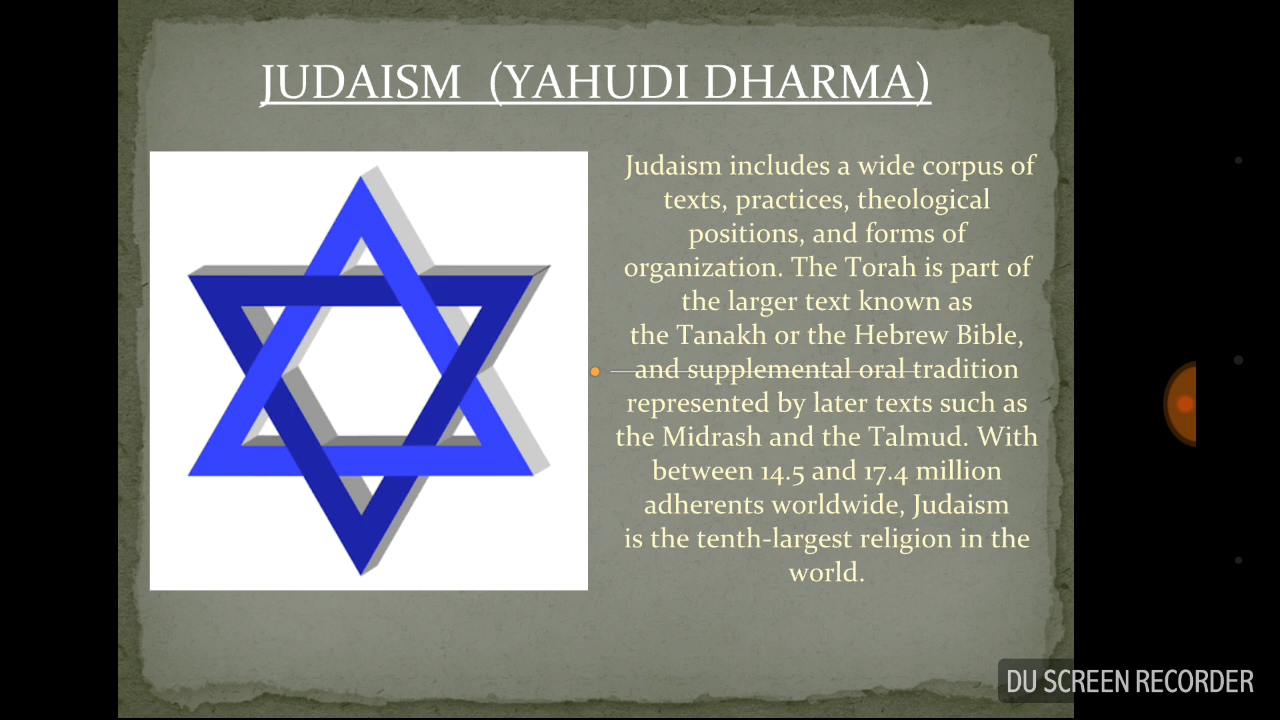 JUDAISM (YAHUDI DHARMA)
Judaism includes a wide corpus of
texts, practices, theological
positions, and forms of
organization. The Torah is part of
the larger text known as
the Tanakh or the Hebrew Bible,
and supplemental oral tradition
represented by later texts such as
the Midrash and the Talmud. With
between 14.5 and 17.4 million
adherents worldwide, Judaism
is the tenth-largest religion in the
world.
DU SCREEN RECORDER